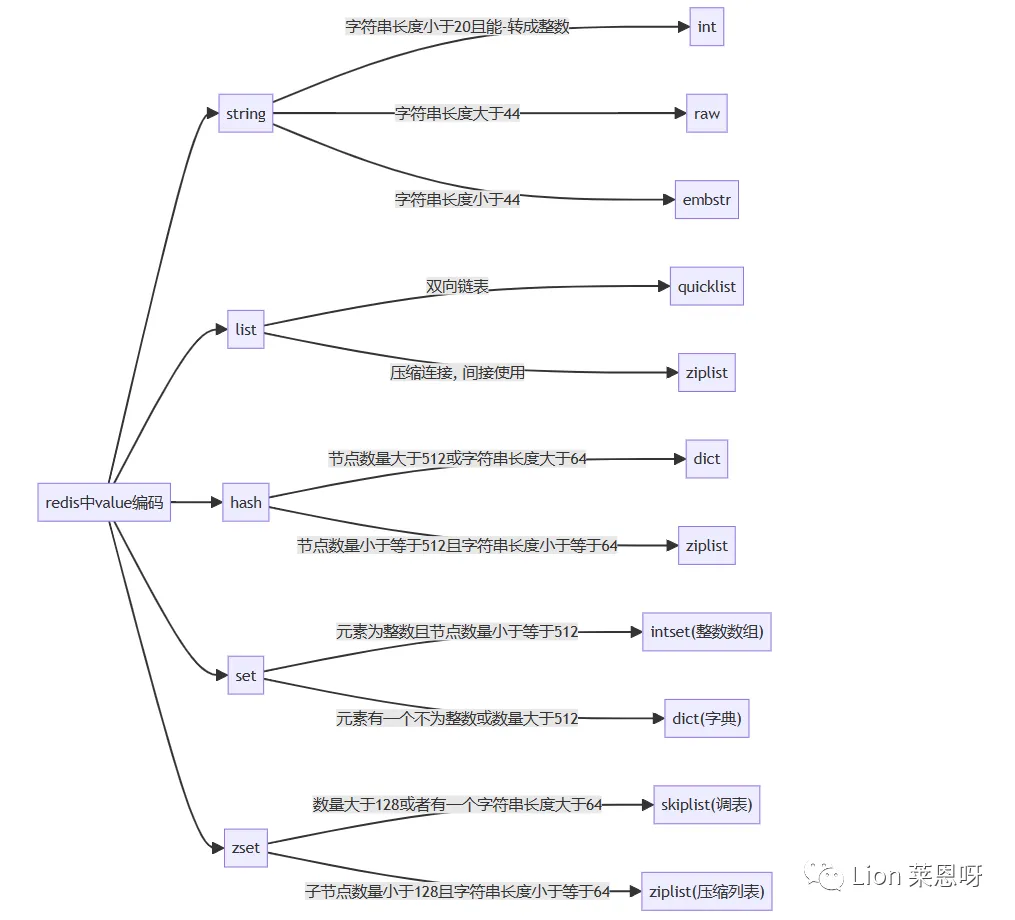 字符串长度小于20且能-转成整数
int
string
字符串长度大于44
raw
字符串长度小于44
embstr
双向链表
quicklist
list
压缩连接, 间接使用
ziplist
节点数量大于512或字符串长度大于64
dict
redis中value编码
hash
节点数量小于等于512且字符串长度小于等于64
ziplist
元素为整数且节点数量小于等于512
intset(整数数组)
set
元素有一个不为整数或数量大于512
dict(字典)
数量大于128或者有一个字符串长度大于64
skiplist(调表)
zset
子节点数量小于128且字符串长度小于等于64
ziplist(压缩列表)
Lion 莱恩呀